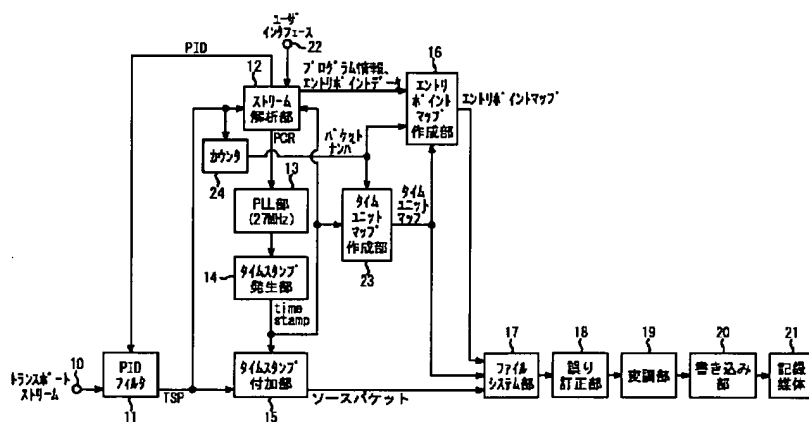 ユーザ
インタフェース
22
PID
12
プログラム情報、
エントリポイントデータ
16
ストリーム
解析部
エントリ
ポイント
マップ
作成部
エントリポイントマップ
PCR
パケット
ナンバ
カウンタ
24
13
PLL部
(27MHz)
タイム
ユニット
マップ
作成部
23
タイム
ユニット
マップ
14
タイムスタンプ
発生部
time
stamp
10
トランスポート
ストリーム
PID
フィルタ
11
TSP
タイムスタンプ
付加部
15
ソースパケット
17
ファイル
システム部
18
誤り
訂正部
19
変調部
20
書き込み
部
21
記録
媒体